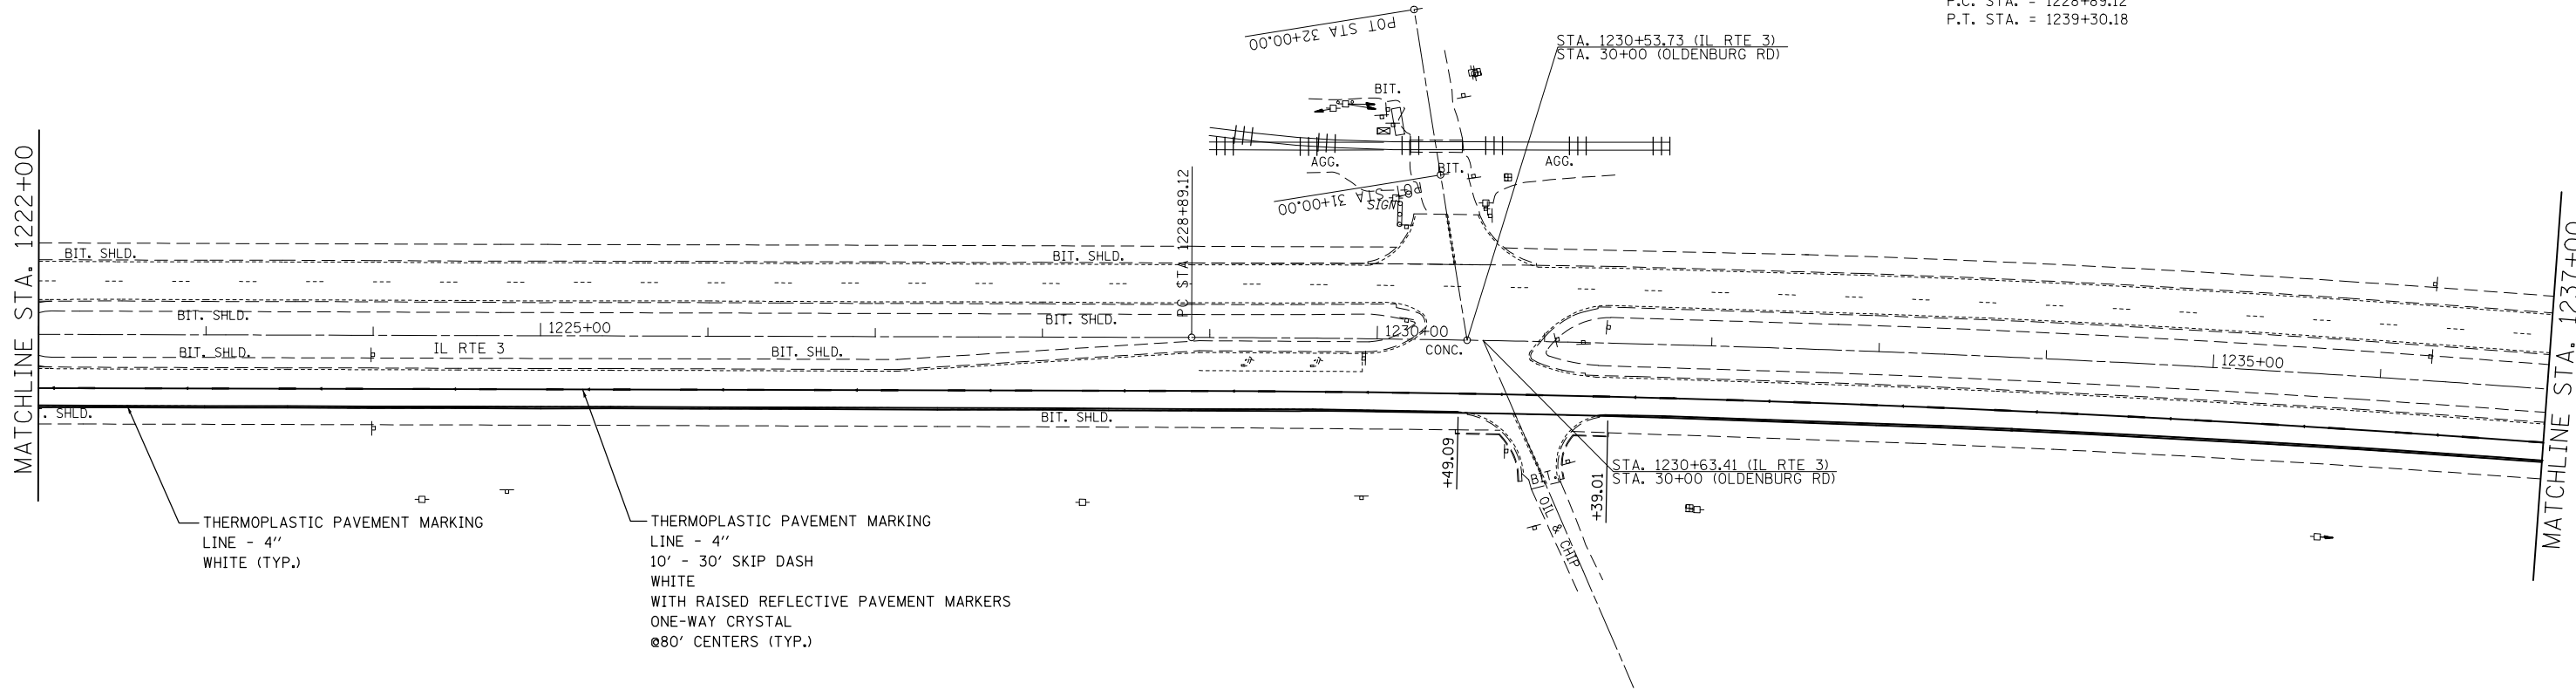 P.C. STA. = 1228+89.12
P.T. STA. = 1239+30.18
POT STA 32+00.00
STA. 1230+53.73 (IL RTE 3)
STA. 30+00 (OLDENBURG RD)
BIT.
AGG.
BIT.
AGG.
POT STA 31+00.00
SIGN
PC STA 1228+89.12
MATCHLINE STA. 1222+00
MATCHLINE STA. 1237+00
BIT. SHLD.
BIT. SHLD.
BIT. SHLD.
BIT. SHLD.
1225+00
1230+00
1235+00
BIT. SHLD.
IL RTE 3
BIT. SHLD.
CONC.
. SHLD.
BIT. SHLD.
+49.09
+39.01
BIT.
OIL & CHIP
STA. 1230+63.41 (IL RTE 3)
STA. 30+00 (OLDENBURG RD)
THERMOPLASTIC PAVEMENT MARKING
LINE - 4"
WHITE (TYP.)
THERMOPLASTIC PAVEMENT MARKING
LINE - 4"
10' - 30' SKIP DASH
WHITE
WITH RAISED REFLECTIVE PAVEMENT MARKERS
ONE-WAY CRYSTAL
@80' CENTERS (TYP.)